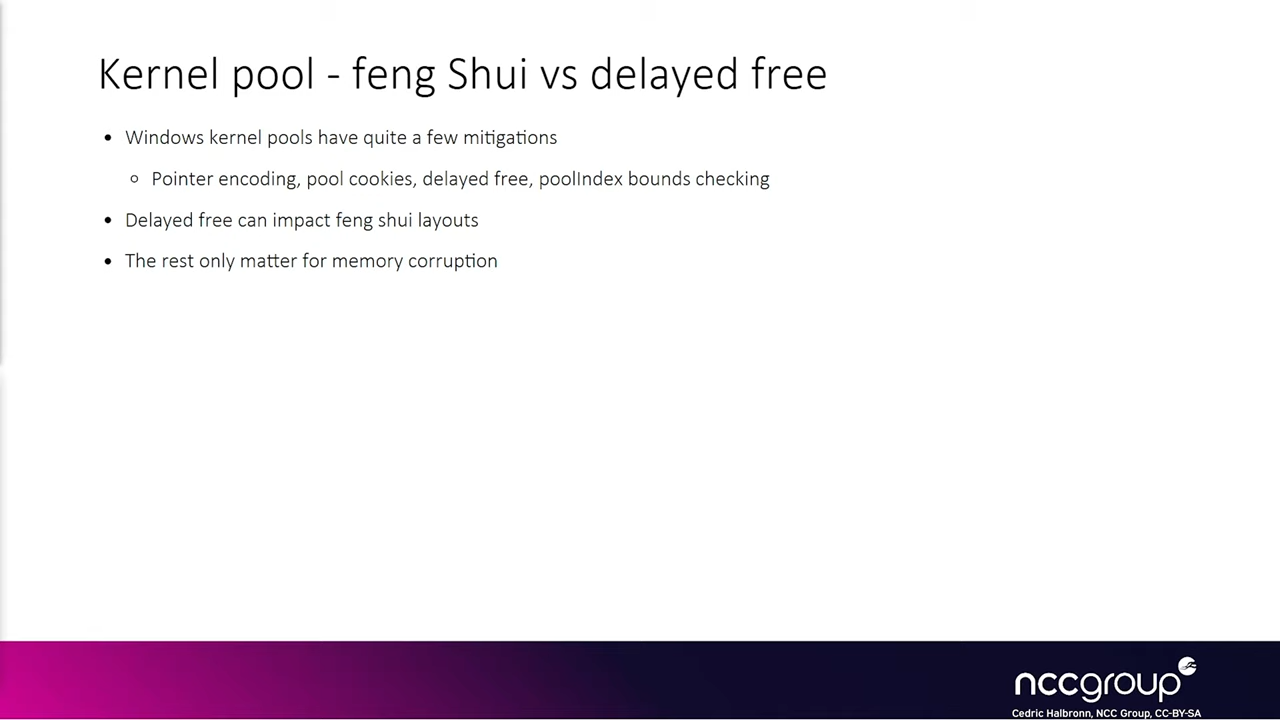 Kernel pool - feng Shui vs delayed free
• Windows kernel pools have quite a few mitigations
○ Pointer encoding, pool cookies, delayed free, poolIndex bounds checking
• Delayed free can impact feng shui layouts
• The rest only matter for memory corruption
nccgroup
Cedric Halbronn, NCC Group, CC-BY-SA